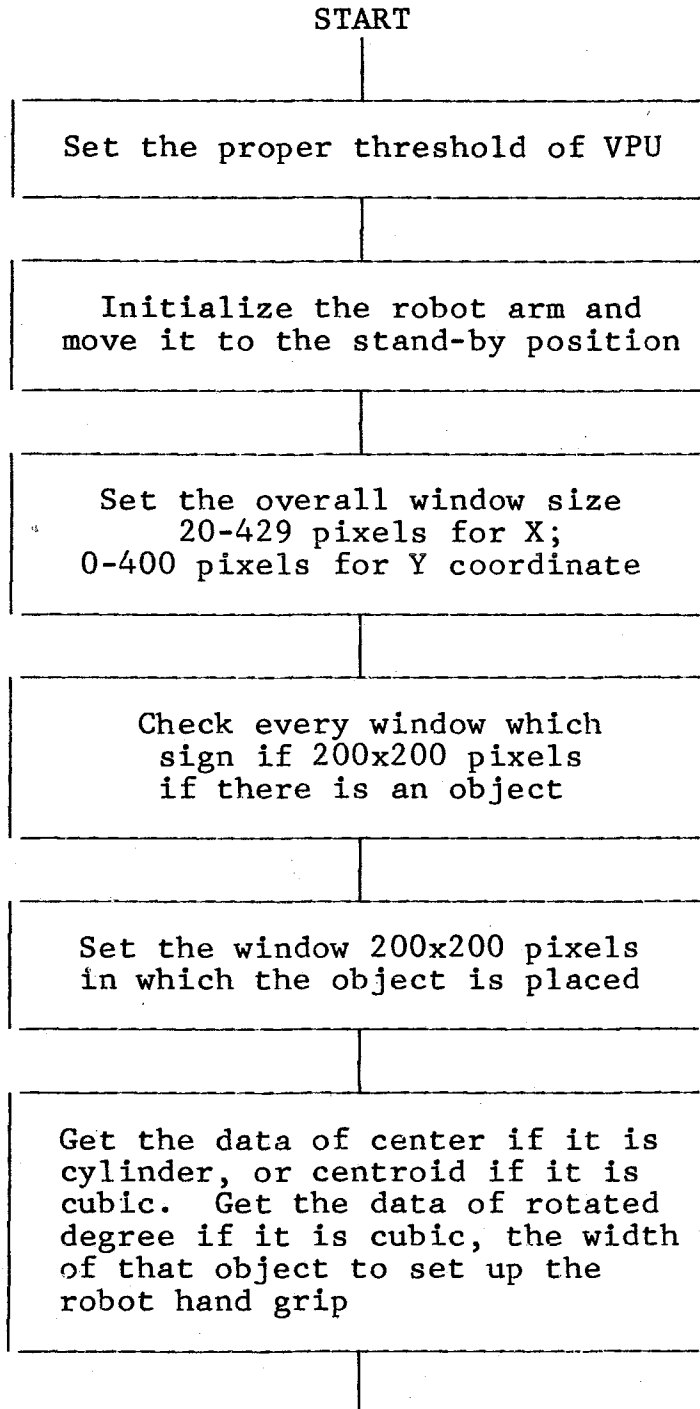 START
Set the proper threshold of VPU
Initialize the robot arm and
move it to the stand-by position
Set the overall window size
20-429 pixels for X;
0-400 pixels for Y coordinate
Check every window which
sign if 200x200 pixels
if there is an object
Set the window 200x200 pixels
in which the object is placed
Get the data of center if it is
cylinder, or centroid if it is
cubic.  Get the data of rotated
degree if it is cubic, the width
of that object to set up the
robot hand grip